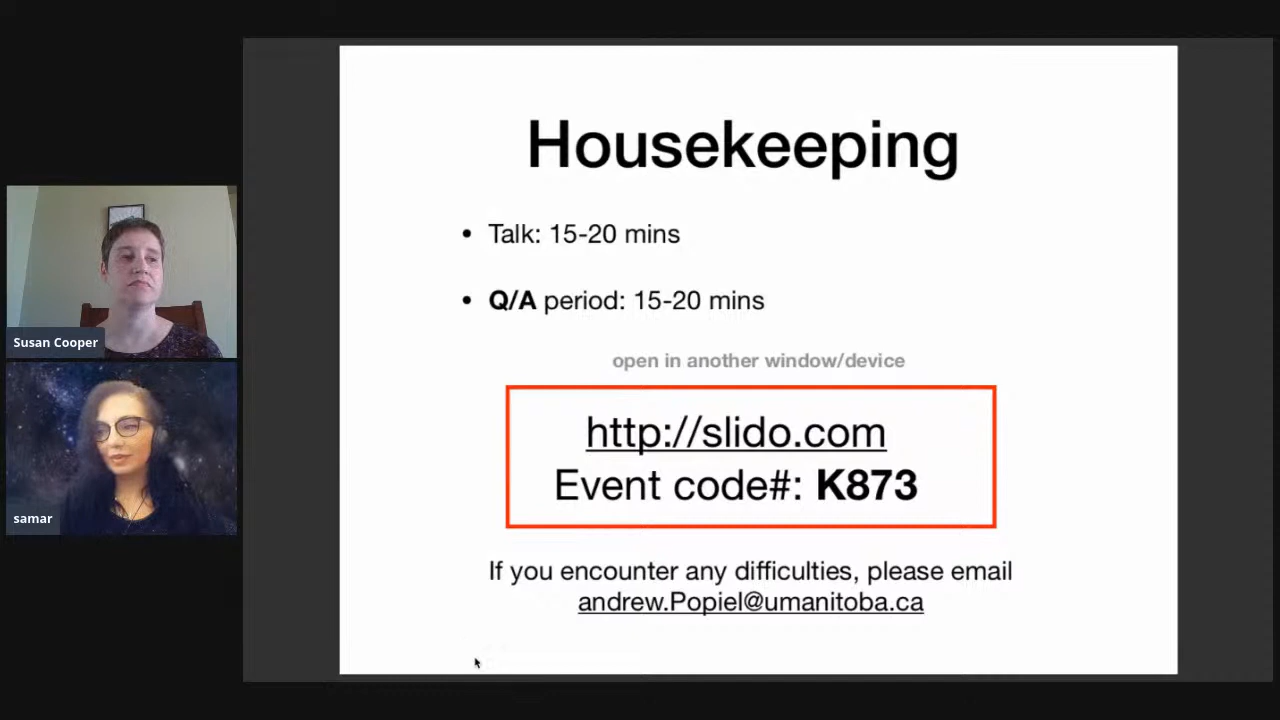 Housekeeping
• Talk: 15-20 mins
• Q/A period: 15-20 mins
open in another window/device
http://slido.com
Event code#: K873
If you encounter any difficulties, please email
andrew.Popiel@umanitoba.ca
Susan Cooper
samar